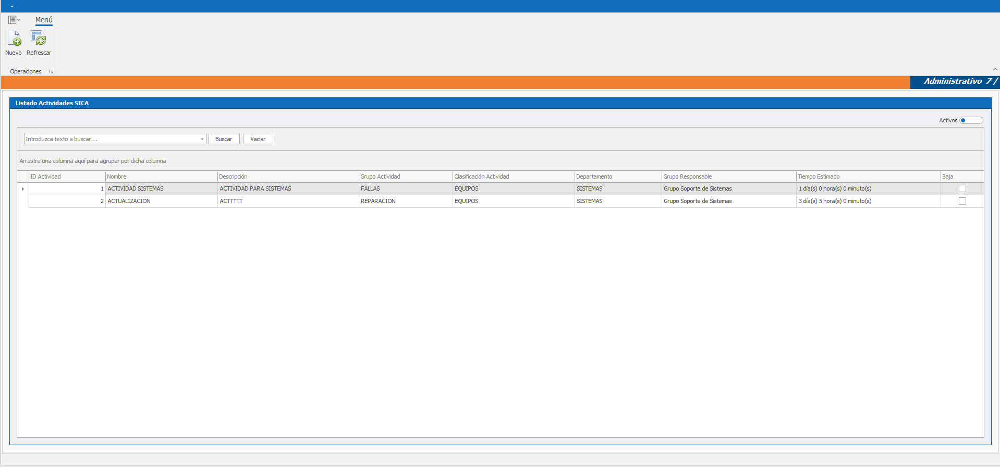 Menú
Nuevo Refrescar
Operaciones
Administrativo 7 /
Listado Actividades SICA
Activos
Introduzca texto a buscar... Buscar Vaciar
Arrastre una columna aquí para agrupar por dicha columna
ID Actividad Nombre Descripción Grupo Actividad Clasificación Actividad Departamento Grupo Responsable Tiempo Estimado Baja
1 ACTIVIDAD SISTEMAS ACTIVIDAD PARA SISTEMAS FALLAS EQUIPOS SISTEMAS Grupo Soporte de Sistemas 1 día(s) 0 hora(s) 0 minuto(s)
2 ACTUALIZACION ACTTTTT REPARACION EQUIPOS SISTEMAS Grupo Soporte de Sistemas 3 día(s) 5 hora(s) 0 minuto(s)